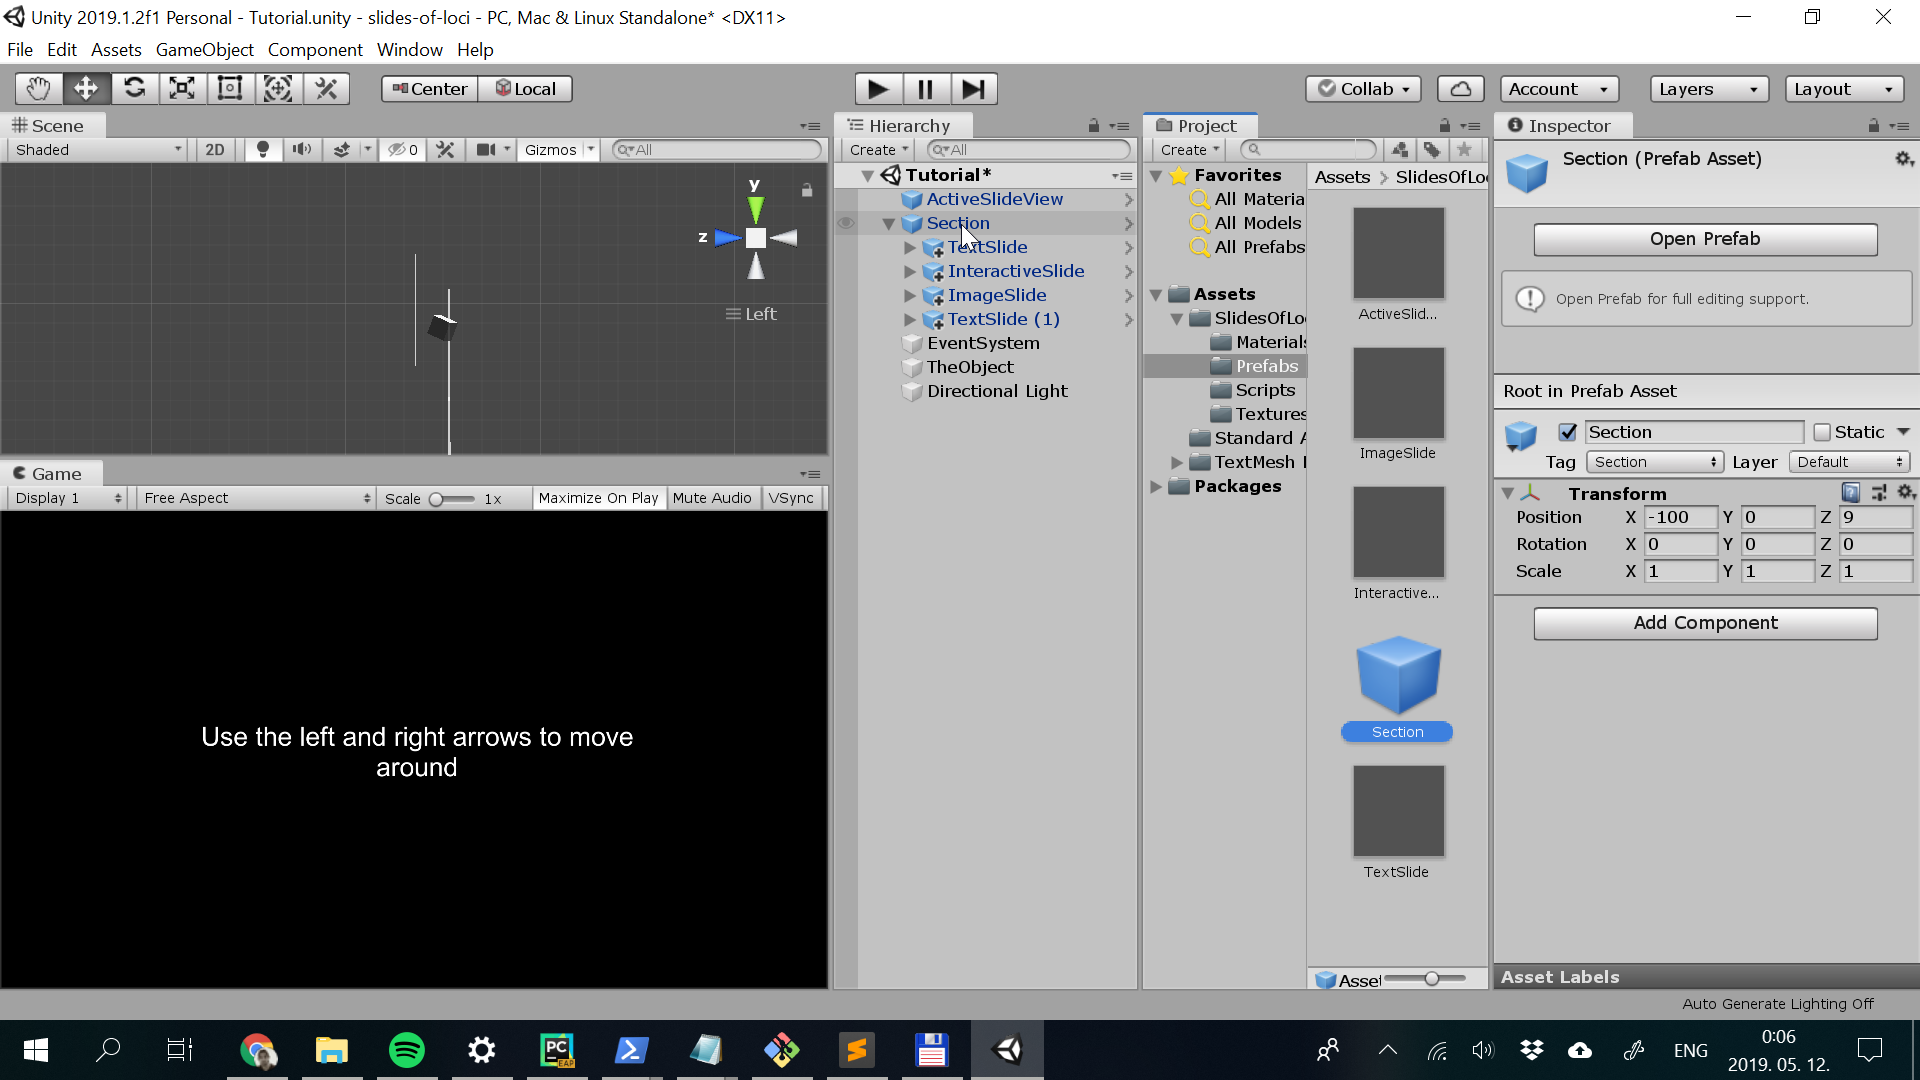 Unity 2019.1.2f1 Personal - Tutorial.unity - slides-of-loci - PC, Mac & Linux Standalone* <DX11>
File Edit Assets GameObject Component Window Help
Center Local Collab Account Layers Layout
Scene
Shaded 2D 0 Gizmos All
y
z
Left
Game
Display 1 Free Aspect Scale 1x Maximize On Play Mute Audio VSync
Use the left and right arrows to move
around
Hierarchy
Create All
Tutorial*
ActiveSlideView
Section
TextSlide
InteractiveSlide
ImageSlide
TextSlide (1)
EventSystem
TheObject
Directional Light
Project
Create
Favorites
All Materia
All Models
All Prefabs
Assets
SlidesOfLo
Materials
Prefabs
Scripts
Textures
Standard A
TextMesh
Packages
Assets > SlidesOfLo
ActiveSlid...
ImageSlide
Interactive...
Section
TextSlide
Asse
Inspector
Section (Prefab Asset)
Open Prefab
Open Prefab for full editing support.
Root in Prefab Asset
Section Static
Tag Section Layer Default
Transform
Position X -100 Y 0 Z 9
Rotation X 0 Y 0 Z 0
Scale X 1 Y 1 Z 1
Add Component
Asset Labels
Auto Generate Lighting Off
PC EAP
ENG
0:06
2019. 05. 12.